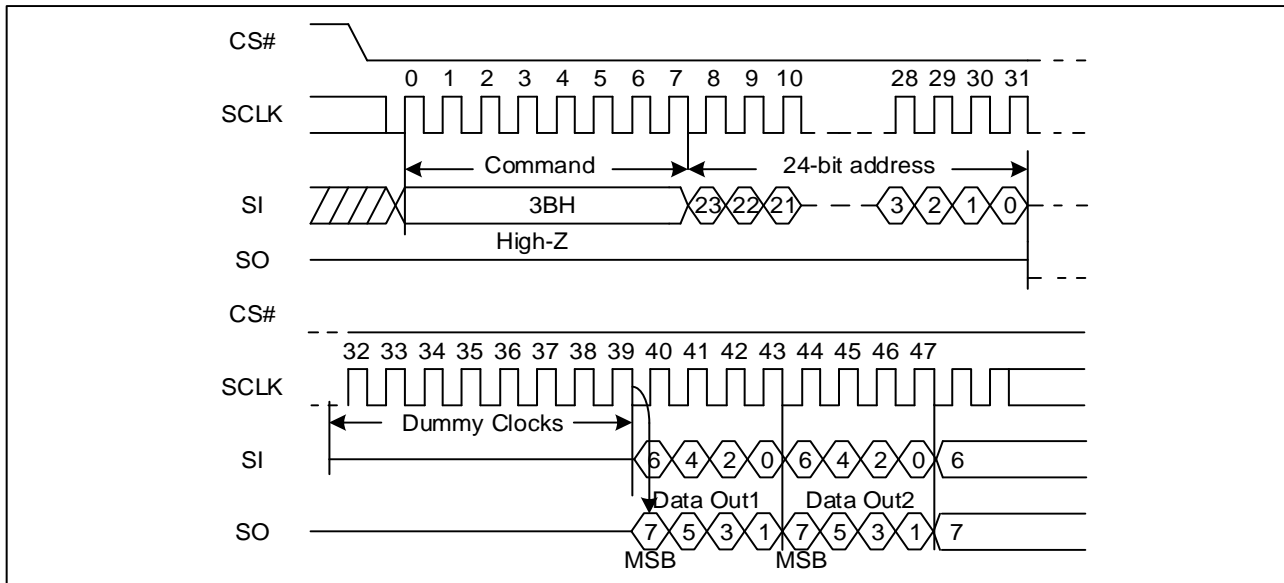 CS#
0 1 2 3 4 5 6 7 8 9 10 28 29 30 31
SCLK
Command 24-bit address
SI 3BH 23 22 21 3 2 1 0
High-Z
SO
CS#
32 33 34 35 36 37 38 39 40 41 42 43 44 45 46 47
SCLK
Dummy Clocks
SI 6 4 2 0 6 4 2 0 6
Data Out1 Data Out2
SO 7 5 3 1 7 5 3 1 7
MSB MSB